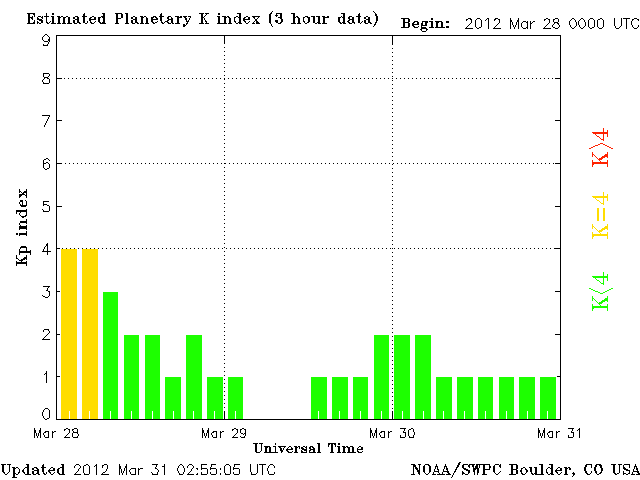 Estimated Planetary K index (3 hour data)
Begin: 2012 Mar 28 0000 UTC
9
8
7
6
5
4
3
2
1
0
Kp index
K>4
K=4
K<4
Mar 28
Mar 29
Mar 30
Mar 31
Universal Time
Updated 2012 Mar 31 02:55:05 UTC
NOAA/SWPC Boulder, CO USA